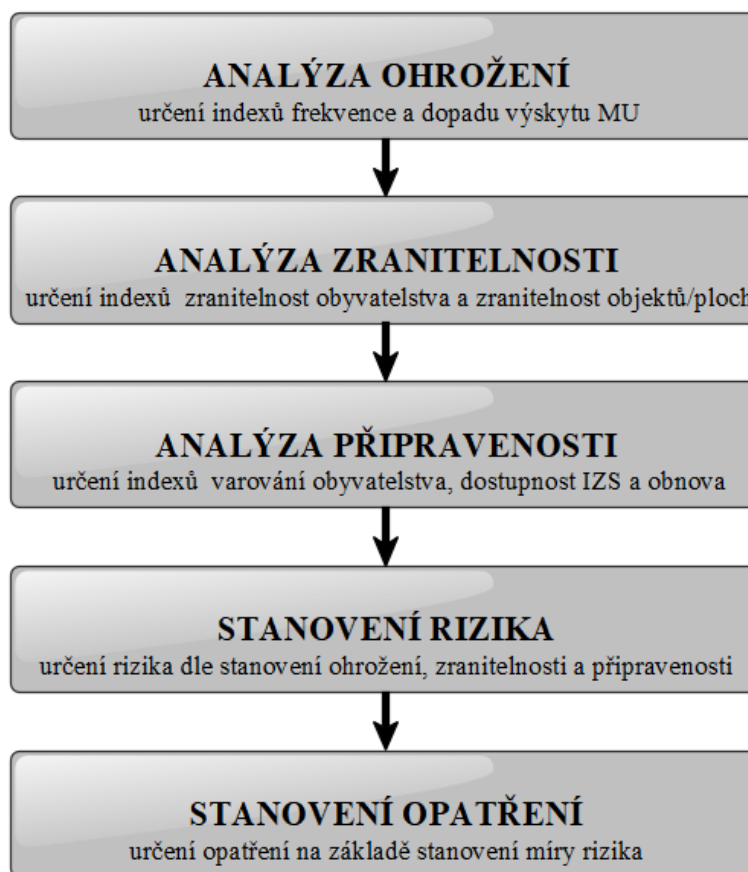 ANALÝZA OHROŽENÍ
určení indexů frekvence a dopadu výskytu MU
ANALÝZA ZRANITELNOSTI
určení indexů zranitelnost obyvatelstva a zranitelnost objektů/ploch
ANALÝZA PŘIPRAVENOSTI
určení indexů varování obyvatelstva, dostupnost IZS a obnova
STANOVENÍ RIZIKA
určení rizika dle stanovení ohrožení, zranitelnosti a připravenosti
STANOVENÍ OPATŘENÍ
určení opatření na základě stanovení míry rizika